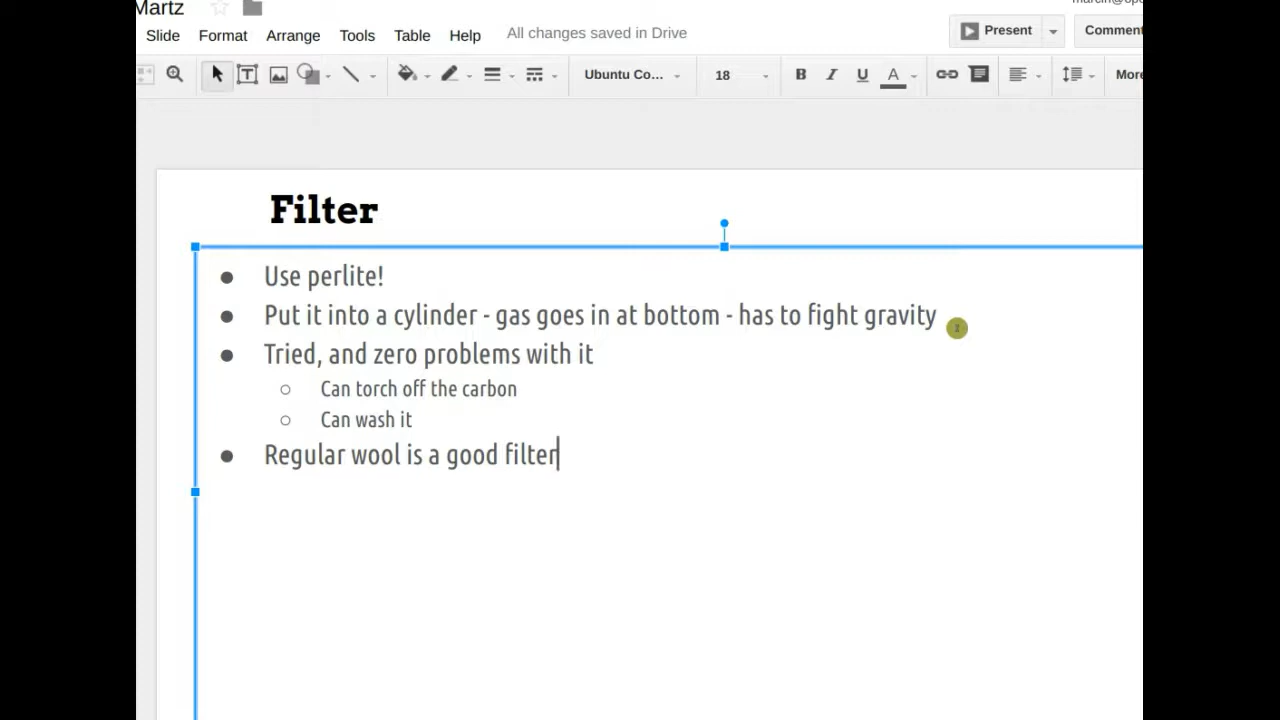 Martz
Slide Format Arrange Tools Table Help All changes saved in Drive Present Comment
Ubuntu Co... 18 B I U A More
Filter
Use perlite!
Put it into a cylinder - gas goes in at bottom - has to fight gravity
Tried, and zero problems with it
Can torch off the carbon
Can wash it
Regular wool is a good filter